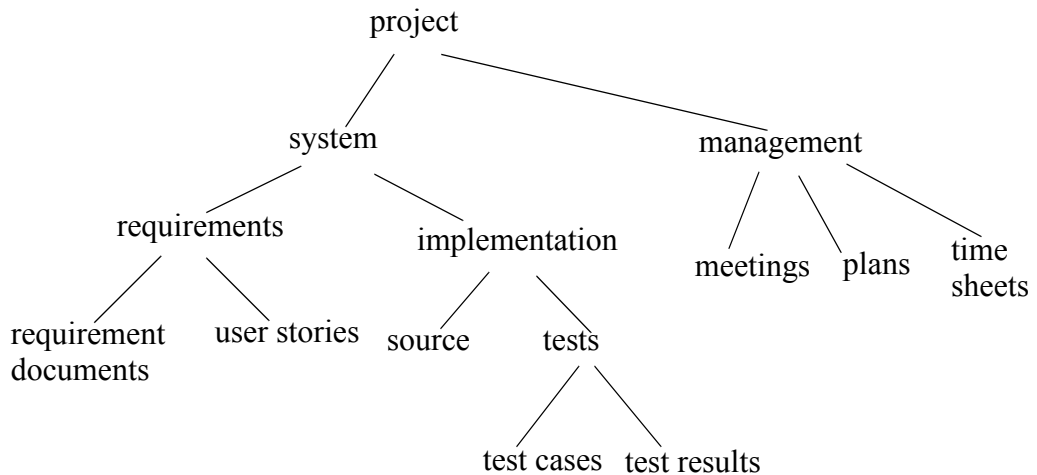 project
system
management
requirements
implementation
meetings
plans
time
sheets
requirement
documents
user stories
source
tests
test cases
test results